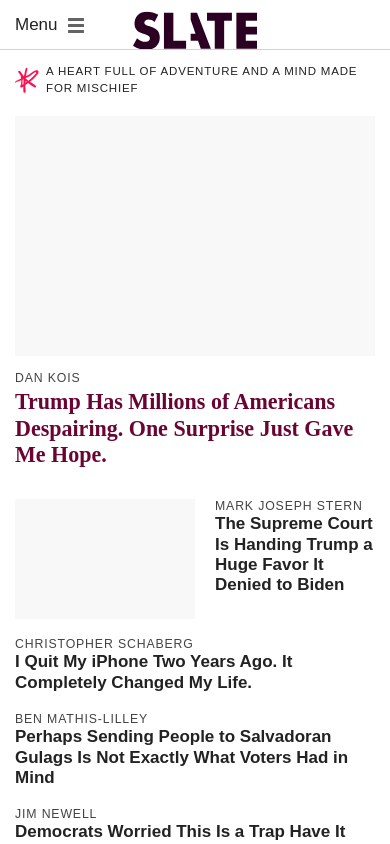 Menu
SLATE
A HEART FULL OF ADVENTURE AND A MIND MADE
FOR MISCHIEF
DAN KOIS
Trump Has Millions of Americans
Despairing. One Surprise Just Gave
Me Hope.
MARK JOSEPH STERN
The Supreme Court
Is Handing Trump a
Huge Favor It
Denied to Biden
CHRISTOPHER SCHABERG
I Quit My iPhone Two Years Ago. It
Completely Changed My Life.
BEN MATHIS-LILLEY
Perhaps Sending People to Salvadoran
Gulags Is Not Exactly What Voters Had in
Mind
JIM NEWELL
Democrats Worried This Is a Trap Have It